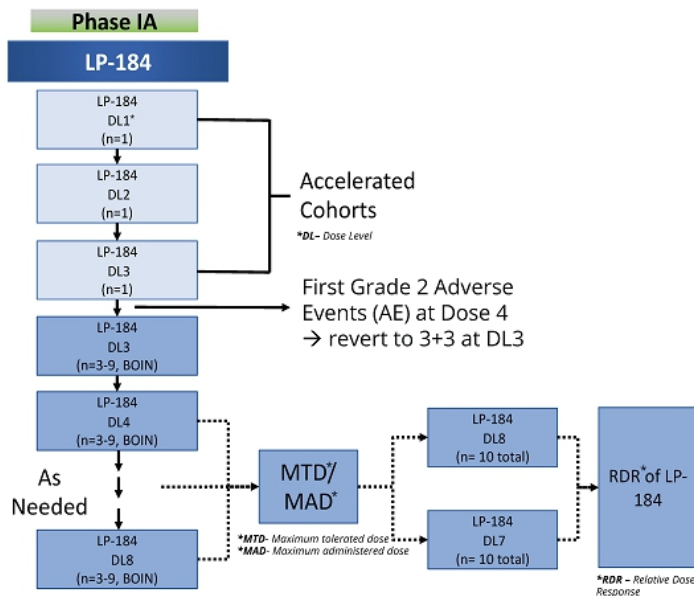 Phase IA
LP-184
LP-184
DL1*
(n=1)
LP-184
DL2
(n=1)
LP-184
DL3
(n=1)
Accelerated
Cohorts
*DL– Dose Level
First Grade 2 Adverse
Events (AE) at Dose 4
→ revert to 3+3 at DL3
LP-184
DL3
(n=3-9, BOIN)
LP-184
DL4
(n=3-9, BOIN)
As
Needed
LP-184
DL8
(n=3-9, BOIN)
MTD*/
MAD*
*MTD- Maximum tolerated dose
*MAD- Maximum administered dose
LP-184
DL8
(n= 10 total)
LP-184
DL7
(n= 10 total)
RDR*of LP-
184
*RDR – Relative Dose
Response